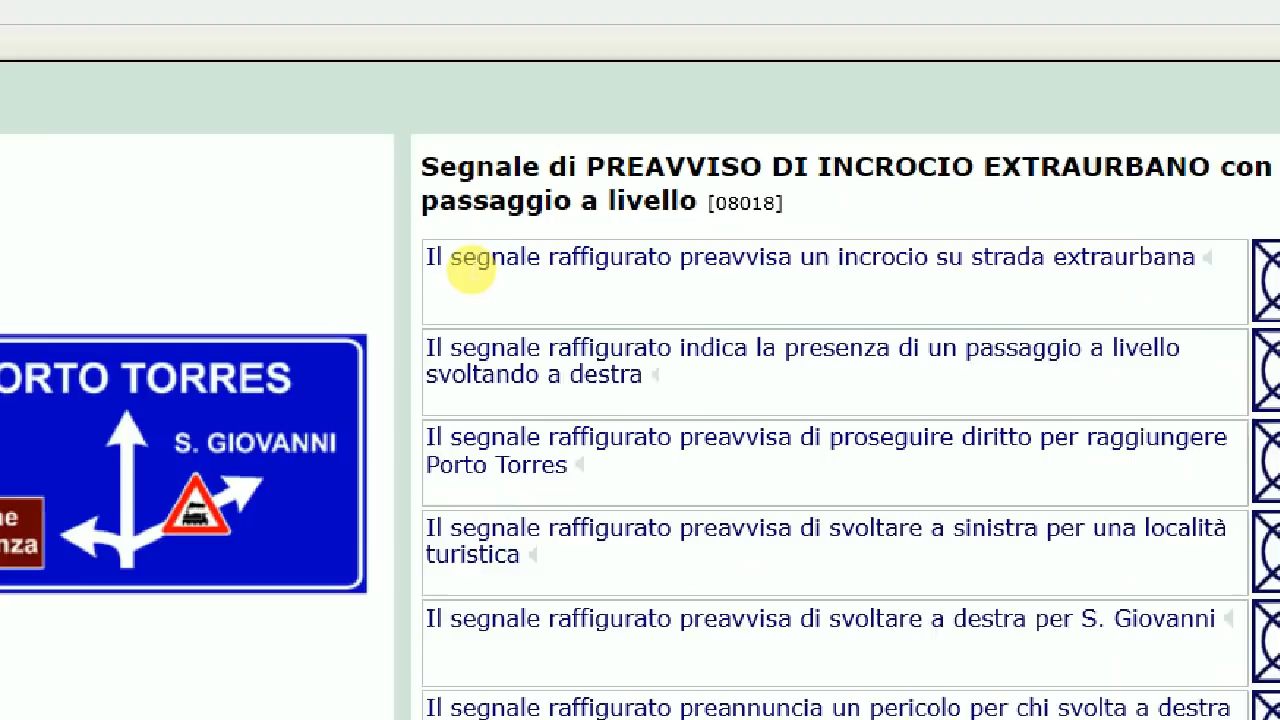 Segnale di PREAVVISO DI INCROCIO EXTRAURBANO con
passaggio a livello [08018]
Il segnale raffigurato preavvisa un incrocio su strada extraurbana
Il segnale raffigurato indica la presenza di un passaggio a livello
svoltando a destra
Il segnale raffigurato preavvisa di proseguire diritto per raggiungere
Porto Torres
Il segnale raffigurato preavvisa di svoltare a sinistra per una località
turistica
Il segnale raffigurato preavvisa di svoltare a destra per S. Giovanni
Il segnale raffigurato preannuncia un pericolo per chi svolta a destra
ORTO TORRES
S. GIOVANNI